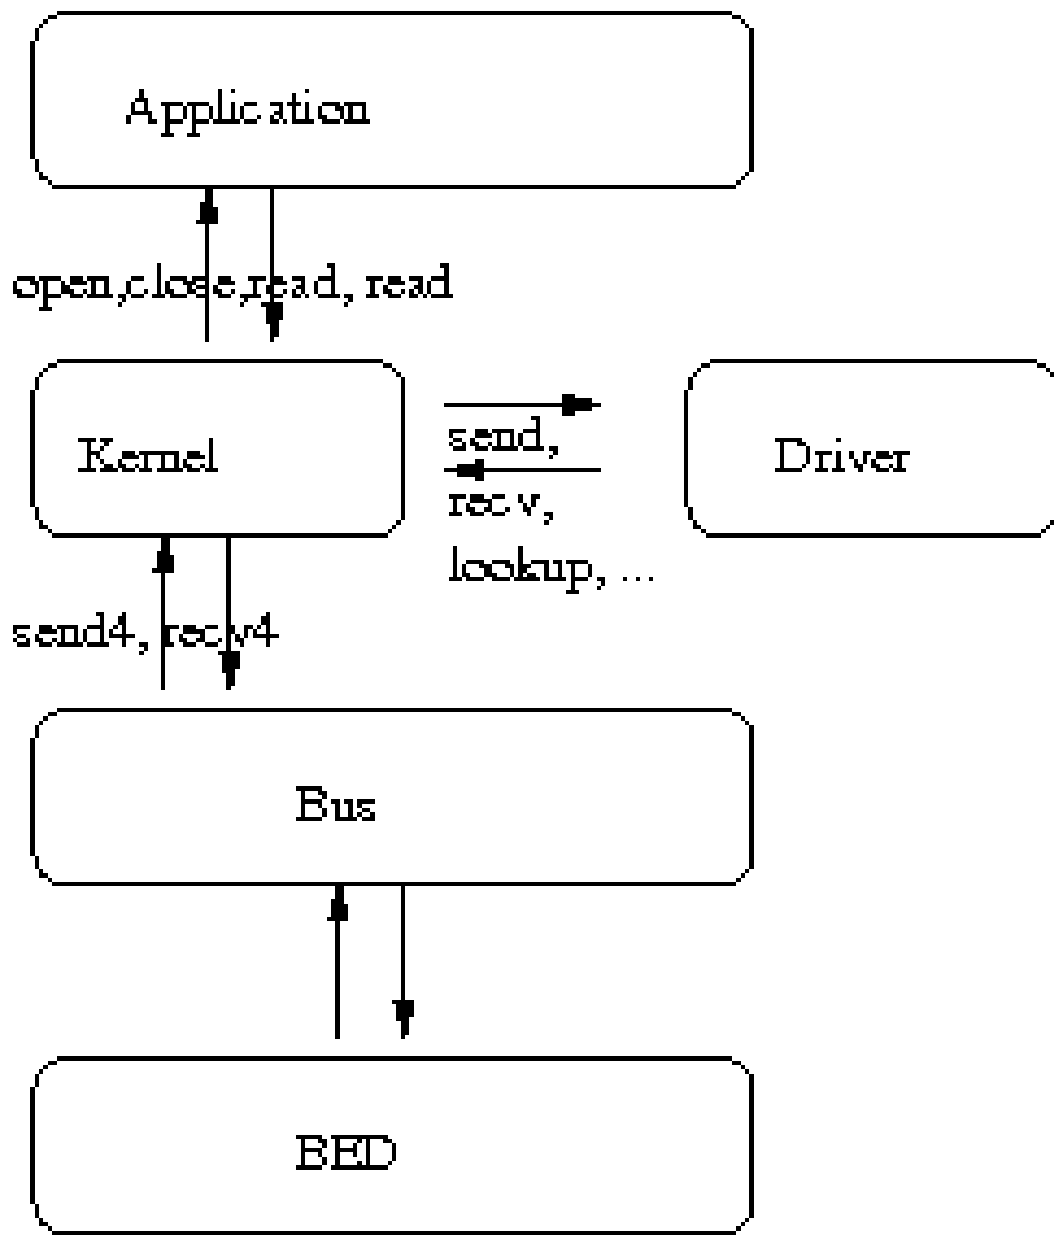 Application
open,close,read, read
Kernel
send,
recv,
lookup, ...
Driver
send4, recv4
Bus
BED